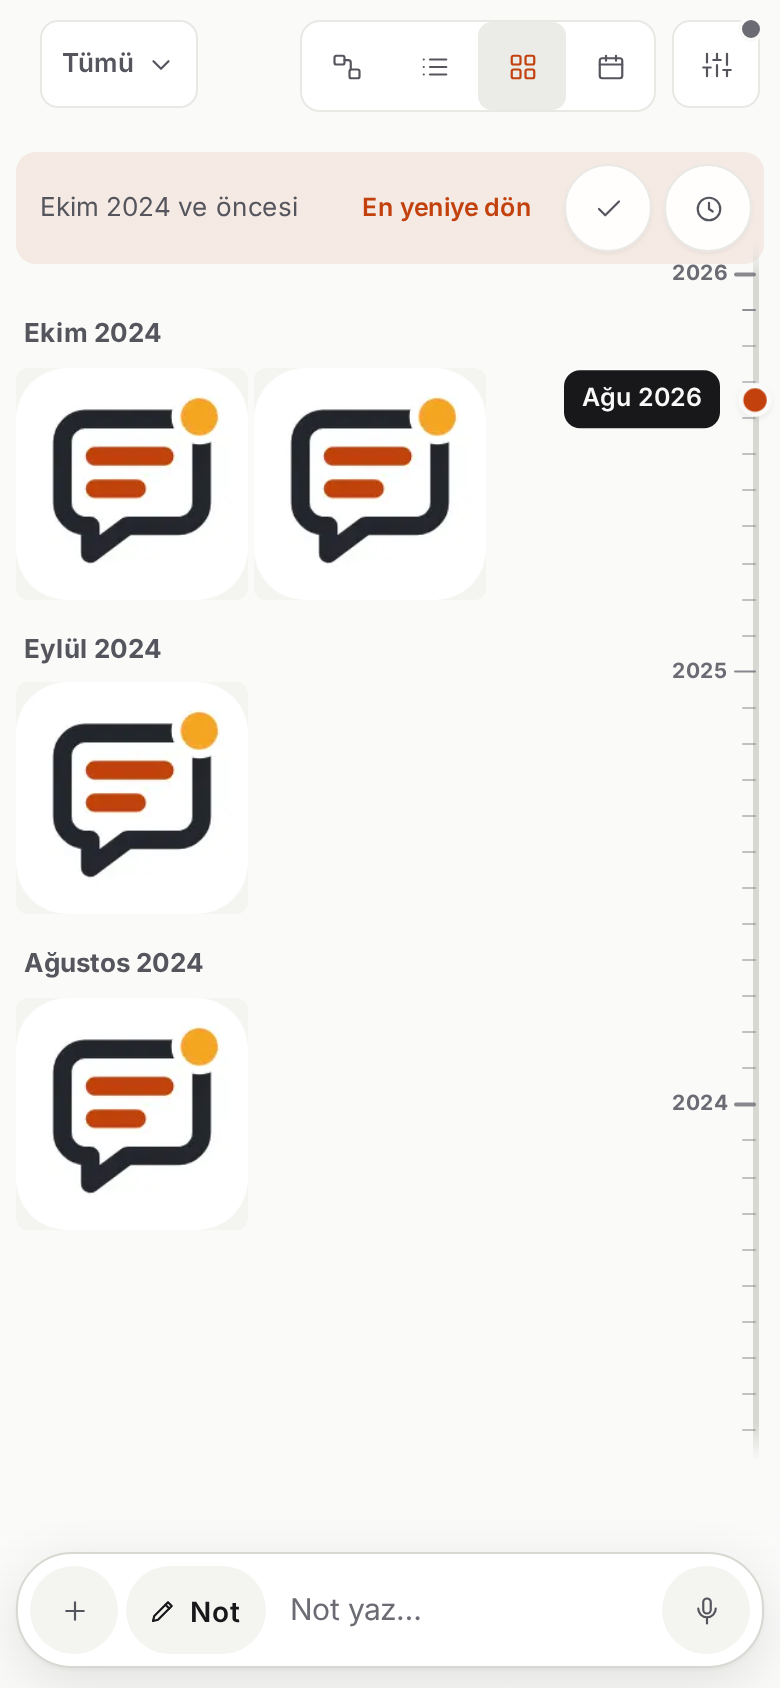 Tümü
Ekim 2024 ve öncesi
En yeniye dön
2026
Ekim 2024
Ağu 2026
Eylül 2024
2025
Ağustos 2024
2024
Not
Not yaz...